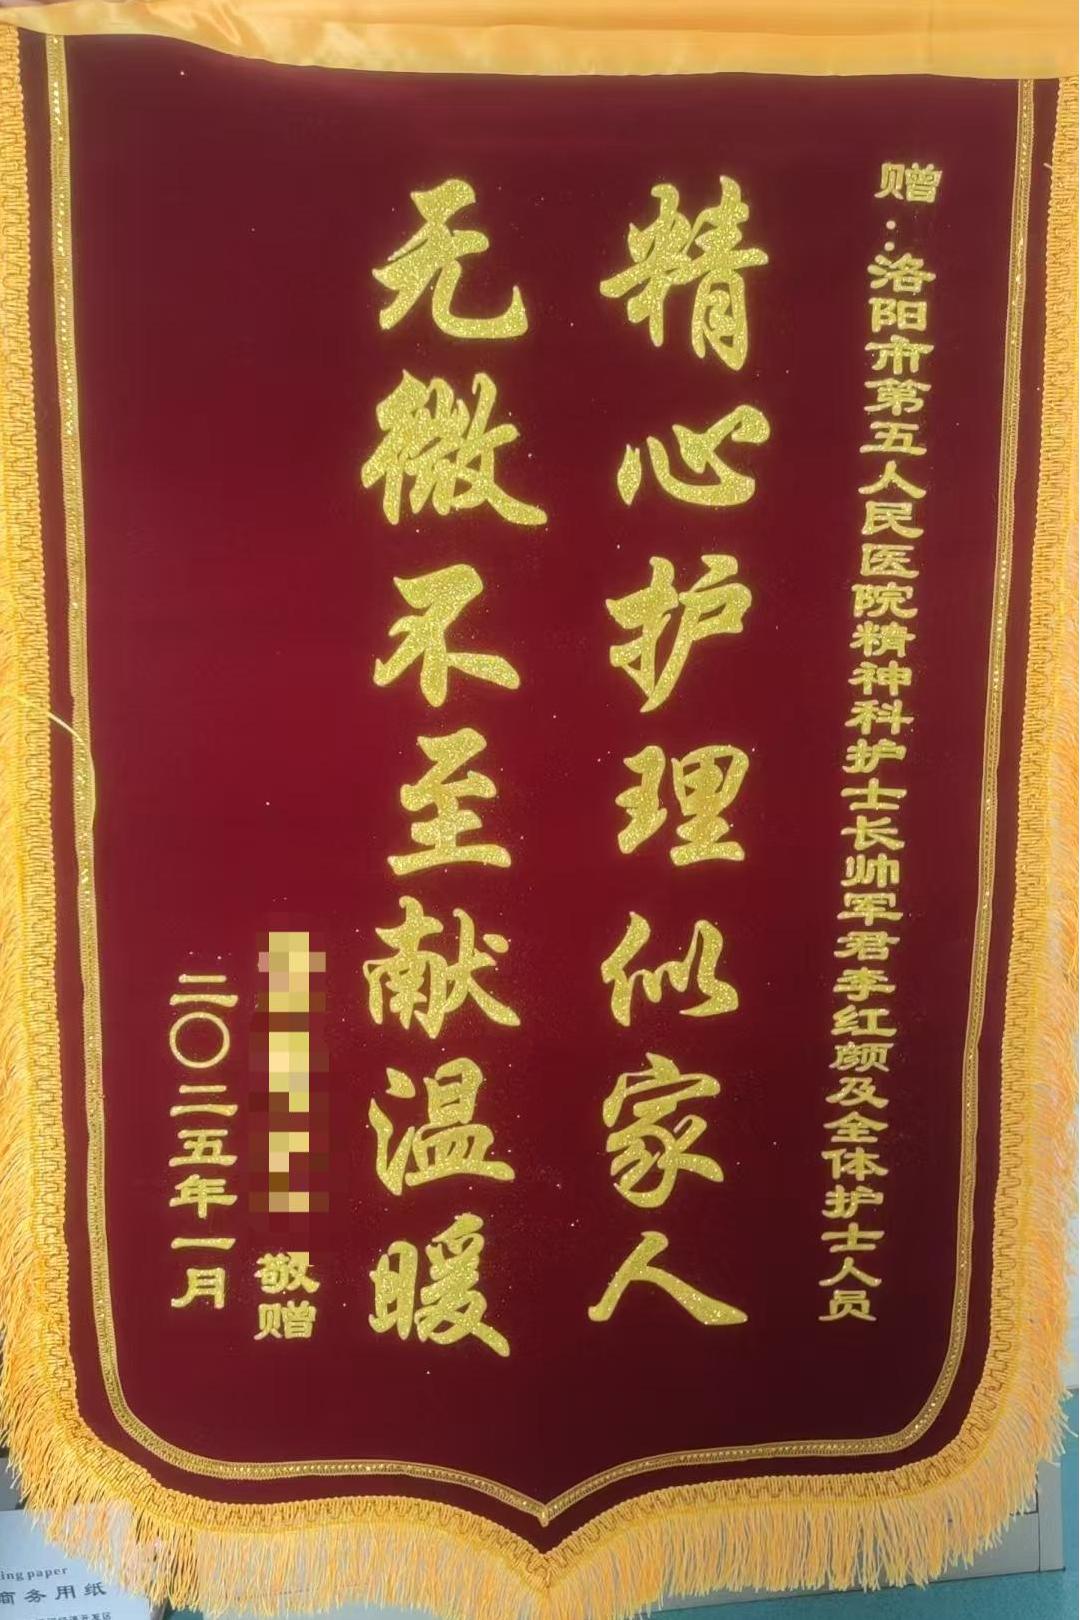 赠:洛阳市第五人民医院精神科护士长帅军君李红颜及全体护士人员
精心护理似家人
无微不至献温暖
敬赠
二〇二五年一月
ing paper
商务用纸